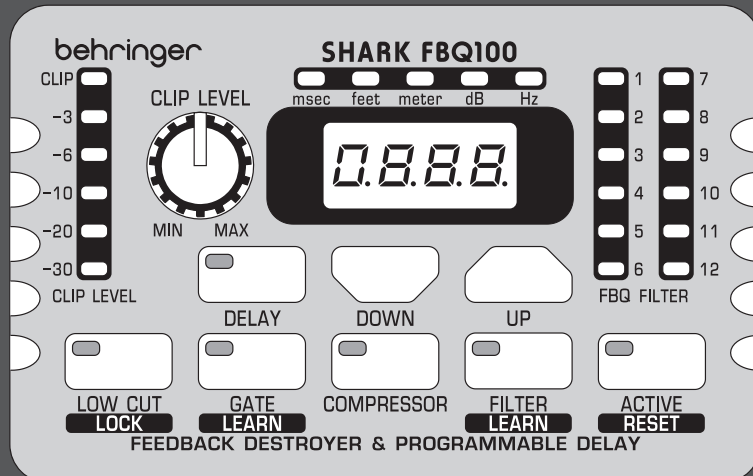 behringer
SHARK FBQ100
CLIP
-3
-6
-10
-20
-30
CLIP LEVEL
CLIP LEVEL
MIN MAX
msec feet meter dB Hz
0.8.8.8.
1
2
3
4
5
6
7
8
9
10
11
12
FBQ FILTER
DELAY DOWN UP
LOW CUT GATE COMPRESSOR FILTER ACTIVE
LOCK LEARN LEARN RESET
FEEDBACK DESTROYER & PROGRAMMABLE DELAY